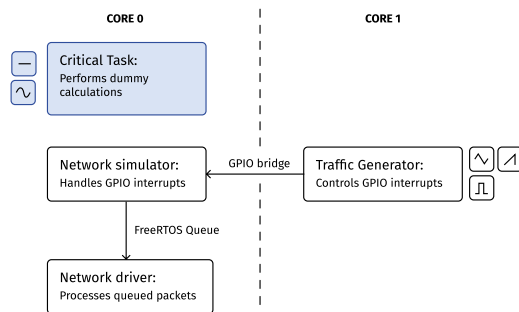 CORE 0
CORE 1
Critical Task:
Performs dummy
calculations
Network simulator:
Handles GPIO interrupts
GPIO bridge
Traffic Generator:
Controls GPIO interrupts
FreeRTOS Queue
Network driver:
Processes queued packets